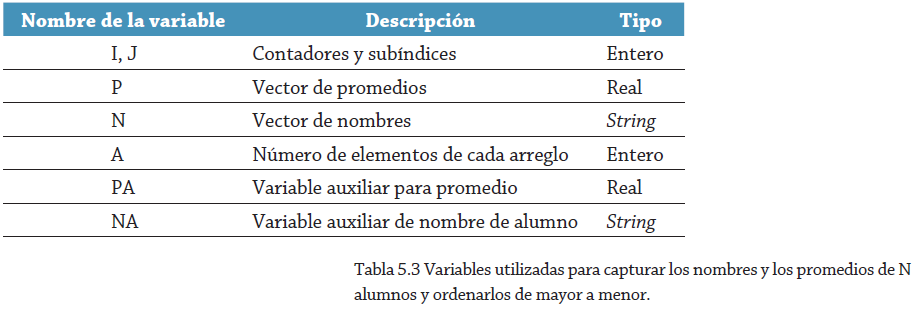 Nombre de la variable Descripción Tipo
I, J Contadores y subíndices Entero
P Vector de promedios Real
N Vector de nombres String
A Número de elementos de cada arreglo Entero
PA Variable auxiliar para promedio Real
NA Variable auxiliar de nombre de alumno String
Tabla 5.3 Variables utilizadas para capturar los nombres y los promedios de N
alumnos y ordenarlos de mayor a menor.